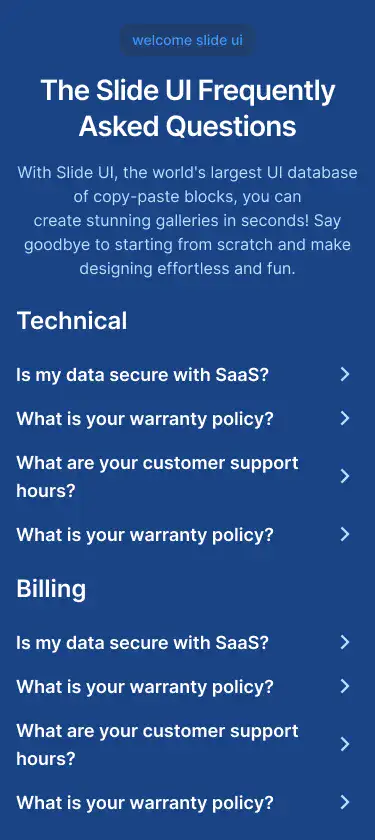 welcome slide ui
The Slide UI Frequently
Asked Questions
With Slide UI, the world's largest UI database
of copy-paste blocks, you can
create stunning galleries in seconds! Say
goodbye to starting from scratch and make
designing effortless and fun.
Technical
Is my data secure with SaaS?
What is your warranty policy?
What are your customer support
hours?
What is your warranty policy?
Billing
Is my data secure with SaaS?
What is your warranty policy?
What are your customer support
hours?
What is your warranty policy?